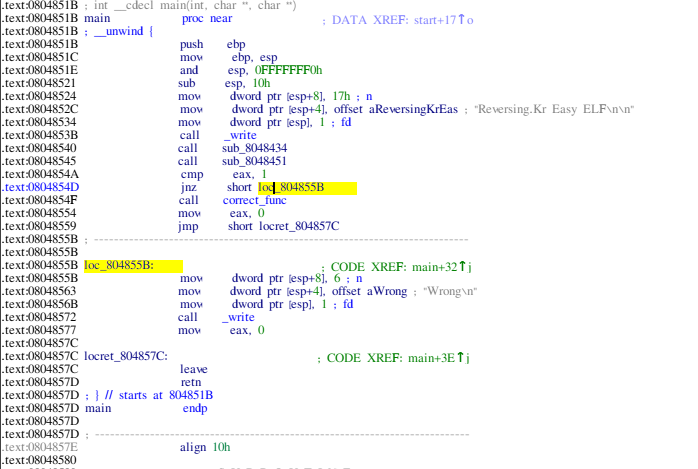 .text:0804851B ; int __cdecl main(int, char **, char **)
.text:0804851B main proc near ; DATA XREF: start+17↑o
.text:0804851B ; __unwind {
.text:0804851B push ebp
.text:0804851C mov ebp, esp
.text:0804851E and esp, 0FFFFFFF0h
.text:08048521 sub esp, 10h
.text:08048524 mov dword ptr [esp+8], 17h ; n
.text:0804852C mov dword ptr [esp+4], offset aReversingKrEas ; "Reversing.Kr Easy ELF\n\n"
.text:08048534 mov dword ptr [esp], 1 ; fd
.text:0804853B call _write
.text:08048540 call sub_8048434
.text:08048545 call sub_8048451
.text:0804854A cmp eax, 1
.text:0804854D jnz short loc_804855B
.text:0804854F call correct_func
.text:08048554 mov eax, 0
.text:08048559 jmp short locret_804857C
.text:0804855B ; ---------------------------------------------------------------------------
.text:0804855B
.text:0804855B loc_804855B: ; CODE XREF: main+32↑j
.text:0804855B mov dword ptr [esp+8], 6 ; n
.text:08048563 mov dword ptr [esp+4], offset aWrong ; "Wrong\n"
.text:0804856B mov dword ptr [esp], 1 ; fd
.text:08048572 call _write
.text:08048577 mov eax, 0
.text:0804857C
.text:0804857C locret_804857C: ; CODE XREF: main+3E↑j
.text:0804857C leave
.text:0804857D retn
.text:0804857D ; } // starts at 804851B
.text:0804857D main endp
.text:0804857D
.text:0804857D ; ---------------------------------------------------------------------------
.text:0804857E align 10h
.text:08048580